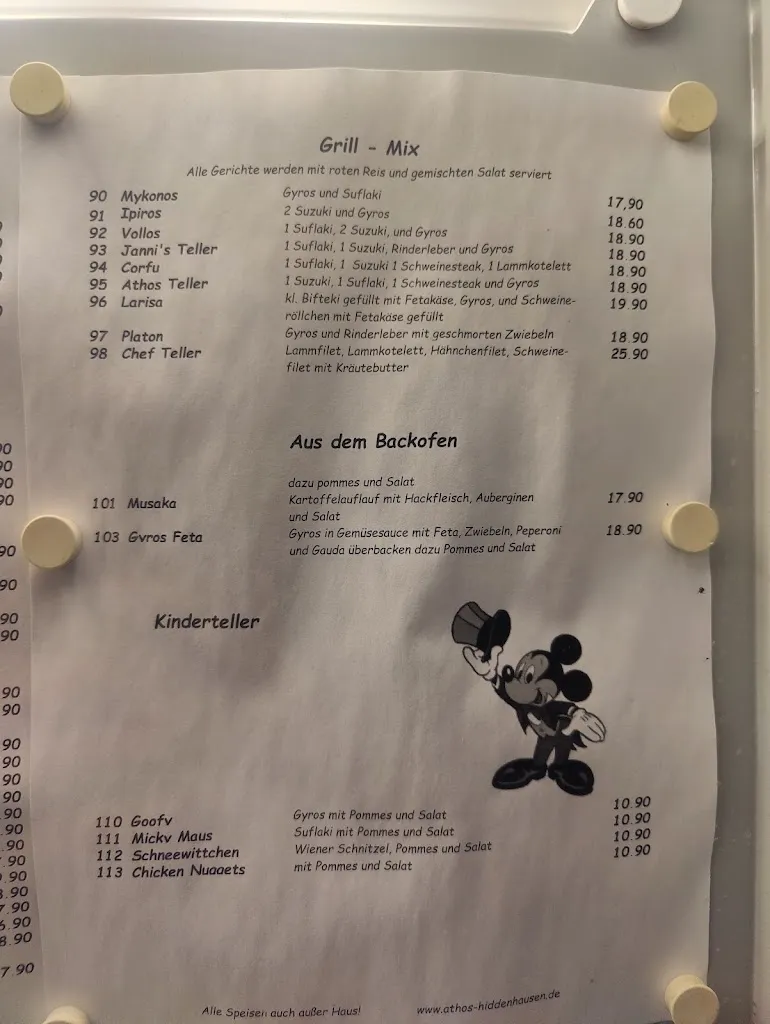 Grill - Mix
Alle Gerichte werden mit roten Reis und gemischten Salat serviert
90 Mykonos Gyros und Suflaki 17,90
91 Ipiros 2 Suzuki und Gyros 18.60
92 Vollos 1 Suflaki, 2 Suzuki, und Gyros 18.90
93 Janni's Teller 1 Suflaki, 1 Suzuki, Rinderleber und Gyros 18.90
94 Corfu 1 Suflaki, 1 Suzuki 1 Schweinesteak, 1 Lammkotelett 18.90
95 Athos Teller 1 Suzuki, 1 Suflaki, 1 Schweinesteak und Gyros 18.90
96 Larisa kl. Bifteki gefüllt mit Fetakäse, Gyros, und Schweine- 19.90
röllchen mit Fetakäse gefüllt
97 Platon Gyros und Rinderleber mit geschmorten Zwiebeln 18.90
98 Chef Teller Lammfilet, Lammkotelett, Hähnchenfilet, Schweine- 25.90
filet mit Kräutebutter
Aus dem Backofen
dazu pommes und Salat
101 Musaka Kartoffelauflauf mit Hackfleisch, Auberginen 17.90
und Salat
103 Gyros Feta Gyros in Gemüsesauce mit Feta, Zwiebeln, Peperoni 18.90
und Gauda überbacken dazu Pommes und Salat
Kinderteller
110 Goofy Gyros mit Pommes und Salat 10.90
111 Micky Maus Suflaki mit Pommes und Salat 10.90
112 Schneewittchen Wiener Schnitzel, Pommes und Salat 10.90
113 Chicken Nuggets mit Pommes und Salat 10.90
Alle Speisen auch außer Haus!
www.athos-hiddenhausen.de